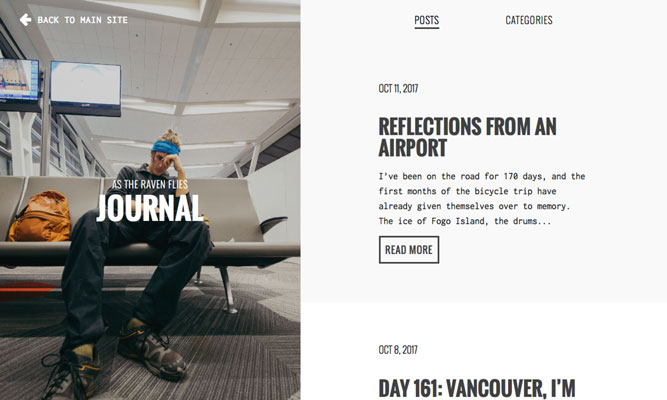 BACK TO MAIN SITE
AS THE RAVEN FLIES
JOURNAL
POSTS
CATEGORIES
OCT 11, 2017
REFLECTIONS FROM AN
AIRPORT
I've been on the road for 170 days, and the
first months of the bicycle trip have
already given themselves over to memory.
The ice of Fogo Island, the drums...
READ MORE
OCT 8, 2017
DAY 161: VANCOUVER, I'M